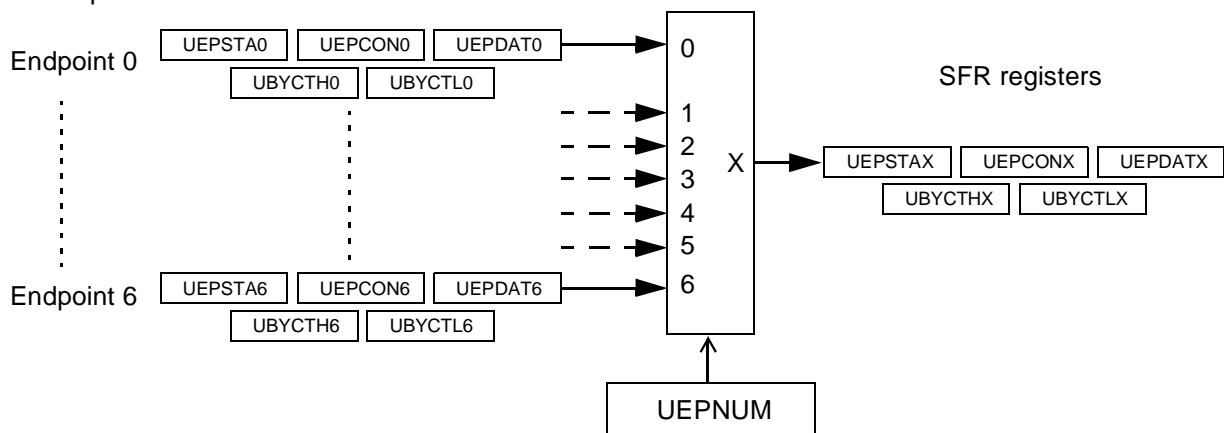 Endpoint 0
UEPSTA0 UEPCON0 UEPDAT0
UBYCTH0 UBYCTL0
0
1
2
3
4
5
6
X
SFR registers
UEPSTAX UEPCONX UEPDATX
UBYCTHX UBYCTLX
Endpoint 6
UEPSTA6 UEPCON6 UEPDAT6
UBYCTH6 UBYCTL6
UEPNUM